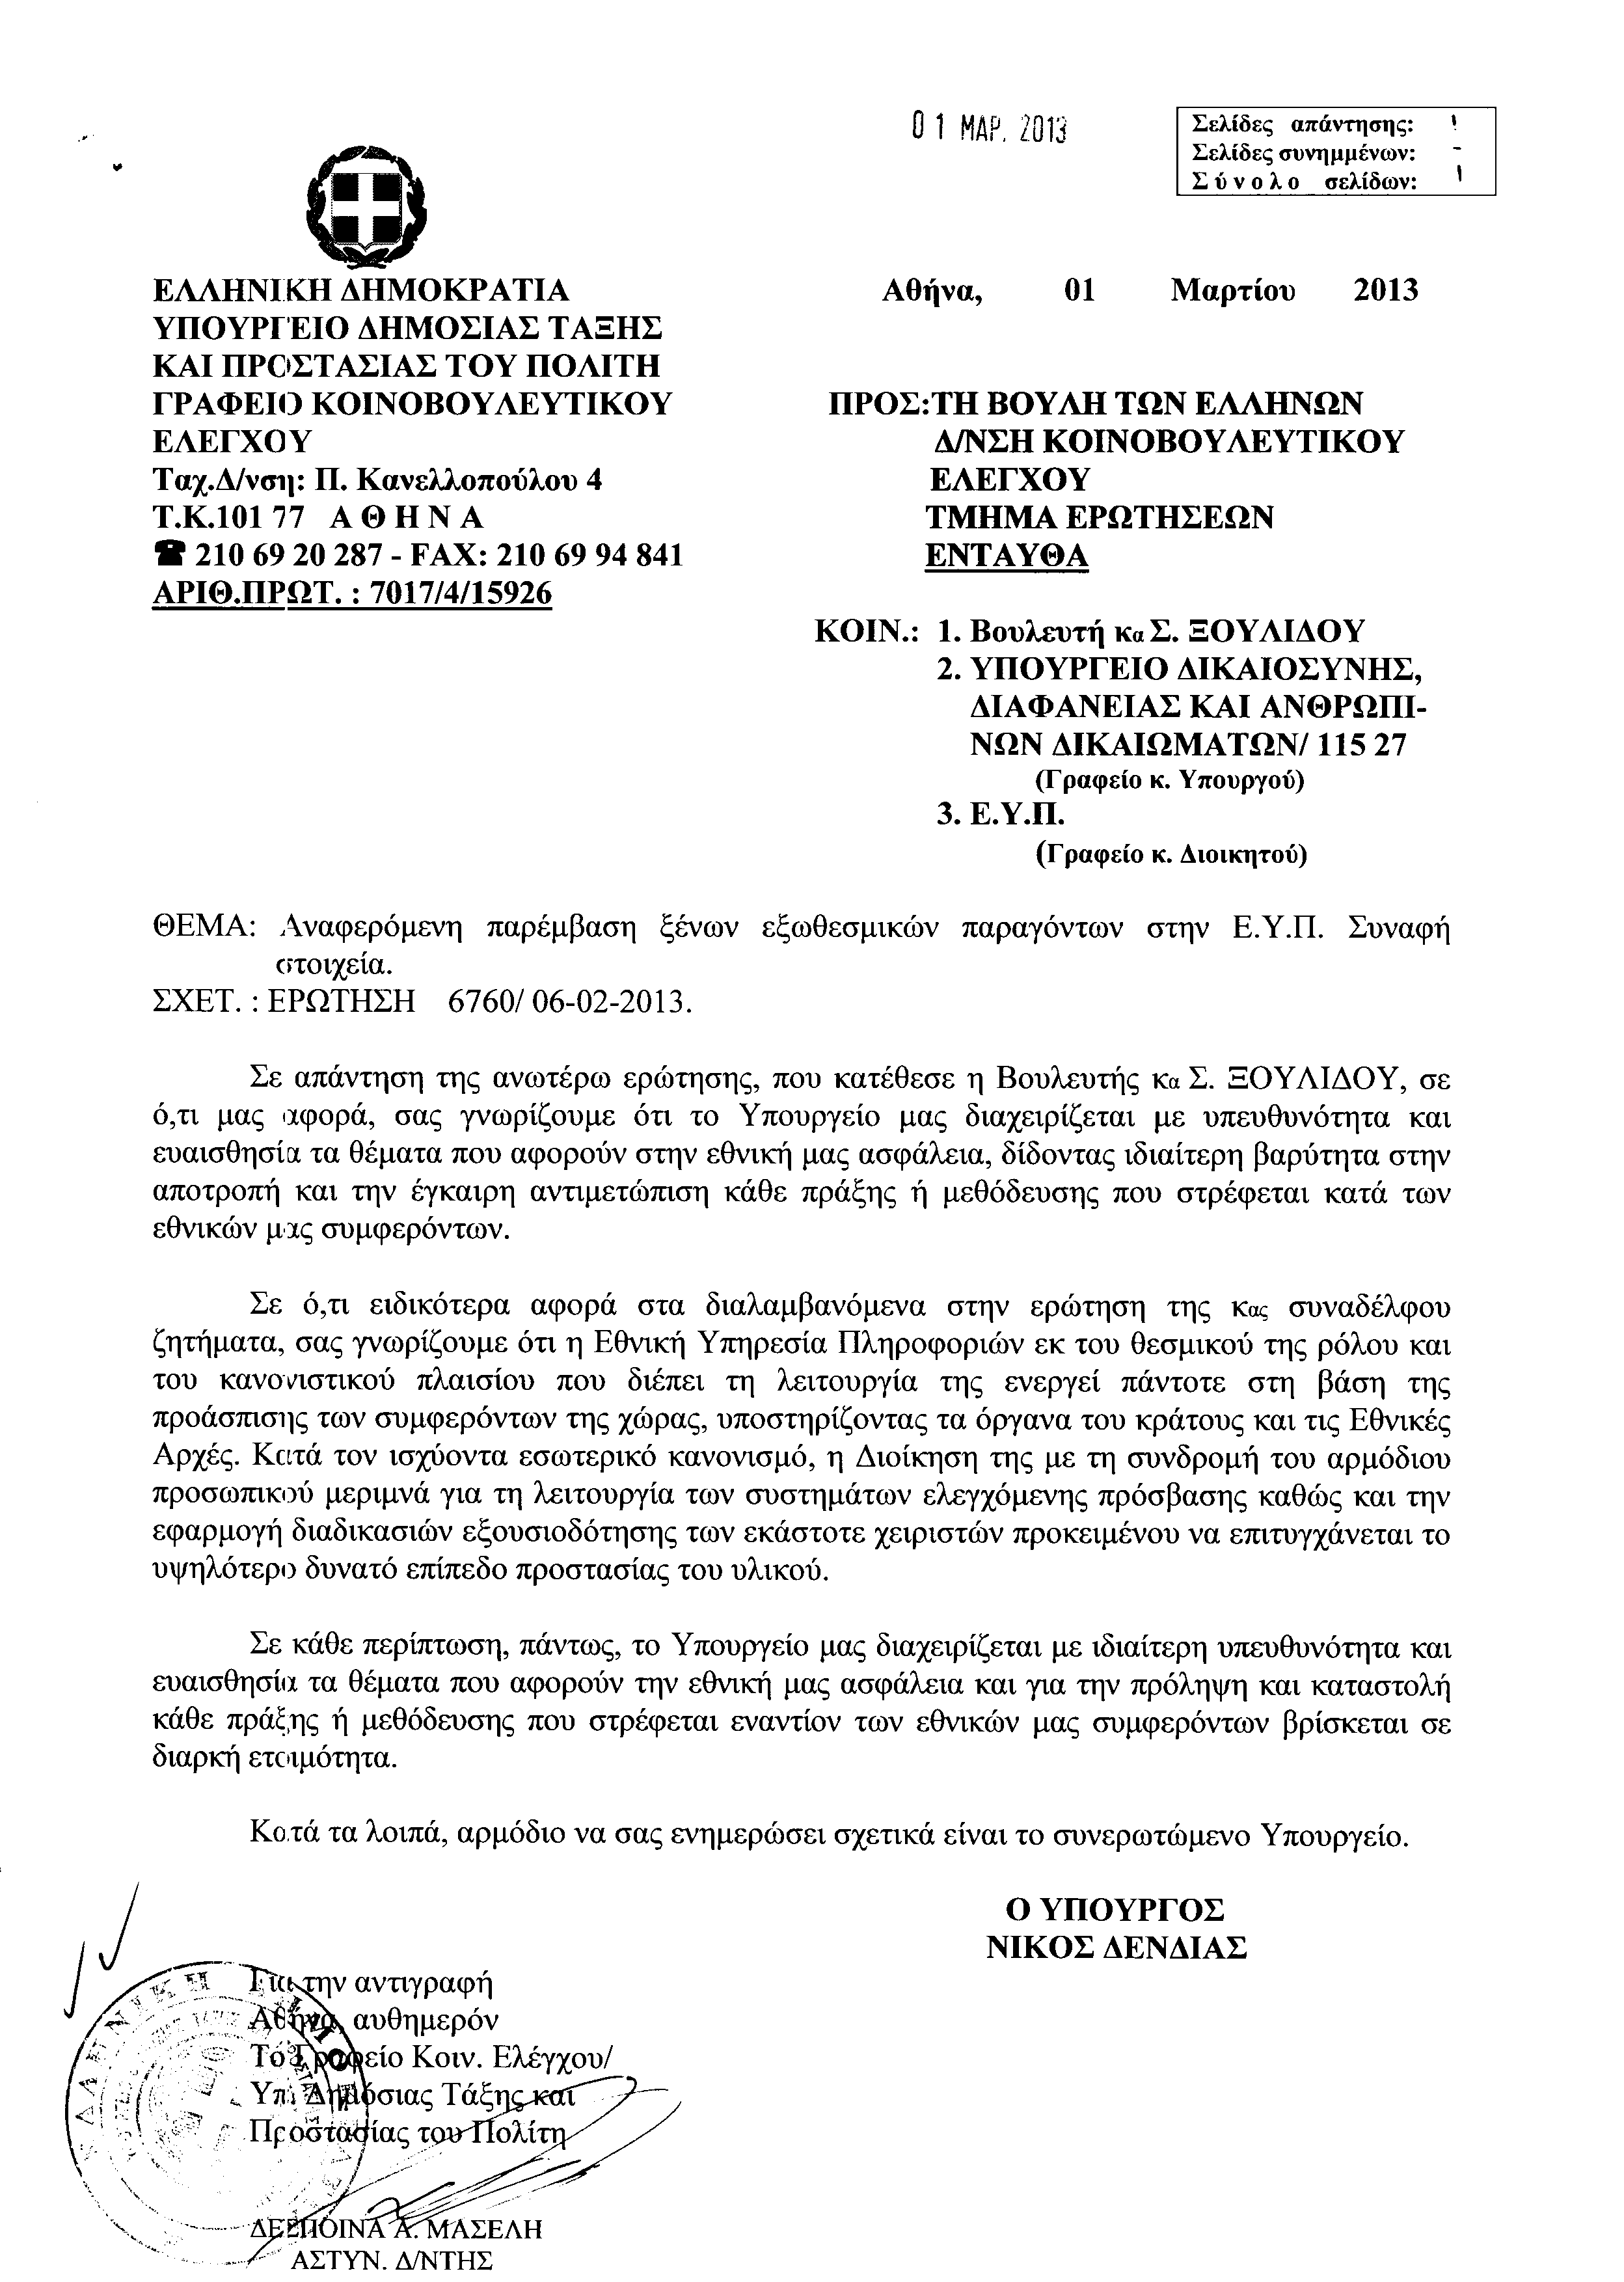 01 ΜΑΡ. 2013
Σελίδες απάντησης: 1
Σελίδες συνημμένων: -
Σύνολο σελίδων: 1
ΕΛΛΗΝΙΚΗ ΔΗΜΟΚΡΑΤΙΑ
ΥΠΟΥΡΓΕΙΟ ΔΗΜΟΣΙΑΣ ΤΑΞΗΣ
ΚΑΙ ΠΡΟΣΤΑΣΙΑΣ ΤΟΥ ΠΟΛΙΤΗ
ΓΡΑΦΕΙΟ ΚΟΙΝΟΒΟΥΛΕΥΤΙΚΟΥ
ΕΛΕΓΧΟΥ
Ταχ.Δ/νση: Π. Κανελλοπούλου 4
Τ.Κ.101 77 Α Θ Η Ν Α
☎ 210 69 20 287 - FAX: 210 69 94 841
ΑΡΙΘ.ΠΡΩΤ. : 7017/4/15926
Αθήνα, 01 Μαρτίου 2013
ΠΡΟΣ:ΤΗ ΒΟΥΛΗ ΤΩΝ ΕΛΛΗΝΩΝ
Δ/ΝΣΗ ΚΟΙΝΟΒΟΥΛΕΥΤΙΚΟΥ
ΕΛΕΓΧΟΥ
ΤΜΗΜΑ ΕΡΩΤΗΣΕΩΝ
ΕΝΤΑΥΘΑ
ΚΟΙΝ.: 1. Βουλευτή κα Σ. ΞΟΥΛΙΔΟΥ
2. ΥΠΟΥΡΓΕΙΟ ΔΙΚΑΙΟΣΥΝΗΣ,
ΔΙΑΦΑΝΕΙΑΣ ΚΑΙ ΑΝΘΡΩΠΙ-
ΝΩΝ ΔΙΚΑΙΩΜΑΤΩΝ/ 115 27
(Γραφείο κ. Υπουργού)
3. Ε.Υ.Π.
(Γραφείο κ. Διοικητού)
ΘΕΜΑ: Αναφερόμενη παρέμβαση ξένων εξωθεσμικών παραγόντων στην Ε.Υ.Π. Συναφή
στοιχεία.
ΣΧΕΤ. : ΕΡΩΤΗΣΗ 6760/ 06-02-2013.
Σε απάντηση της ανωτέρω ερώτησης, που κατέθεσε η Βουλευτής κα Σ. ΞΟΥΛΙΔΟΥ, σε
ό,τι μας αφορά, σας γνωρίζουμε ότι το Υπουργείο μας διαχειρίζεται με υπευθυνότητα και
ευαισθησία τα θέματα που αφορούν στην εθνική μας ασφάλεια, δίδοντας ιδιαίτερη βαρύτητα στην
αποτροπή και την έγκαιρη αντιμετώπιση κάθε πράξης ή μεθόδευσης που στρέφεται κατά των
εθνικών μας συμφερόντων.
Σε ό,τι ειδικότερα αφορά στα διαλαμβανόμενα στην ερώτηση της κας συναδέλφου
ζητήματα, σας γνωρίζουμε ότι η Εθνική Υπηρεσία Πληροφοριών εκ του θεσμικού της ρόλου και
του κανονιστικού πλαισίου που διέπει τη λειτουργία της ενεργεί πάντοτε στη βάση της
προάσπισης των συμφερόντων της χώρας, υποστηρίζοντας τα όργανα του κράτους και τις Εθνικές
Αρχές. Κατά τον ισχύοντα εσωτερικό κανονισμό, η Διοίκηση της με τη συνδρομή του αρμόδιου
προσωπικού μεριμνά για τη λειτουργία των συστημάτων ελεγχόμενης πρόσβασης καθώς και την
εφαρμογή διαδικασιών εξουσιοδότησης των εκάστοτε χειριστών προκειμένου να επιτυγχάνεται το
υψηλότερο δυνατό επίπεδο προστασίας του υλικού.
Σε κάθε περίπτωση, πάντως, το Υπουργείο μας διαχειρίζεται με ιδιαίτερη υπευθυνότητα και
ευαισθησία τα θέματα που αφορούν την εθνική μας ασφάλεια και για την πρόληψη και καταστολή
κάθε πράξης ή μεθόδευσης που στρέφεται εναντίον των εθνικών μας συμφερόντων βρίσκεται σε
διαρκή ετοιμότητα.
Κατά τα λοιπά, αρμόδιο να σας ενημερώσει σχετικά είναι το συνερωτώμενο Υπουργείο.
Ο ΥΠΟΥΡΓΟΣ
ΝΙΚΟΣ ΔΕΝΔΙΑΣ
Για την αντιγραφή
Αθήνα, αυθημερόν
Το Γραφείο Κοιν. Ελέγχου/
Υπ. Δημόσιας Τάξης και
Προστασίας του Πολίτη
ΔΕΣΠΟΙΝΑ Α. ΜΑΣΕΛΗ
ΑΣΤΥΝ. Δ/ΝΤΗΣ